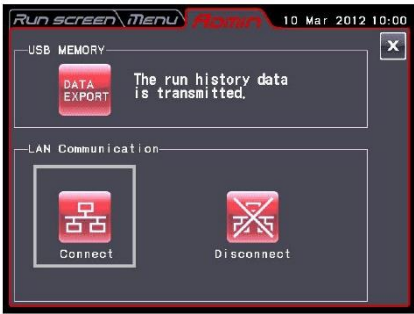 Run screen Menu Admin 10 Mar 2012 10:00
USB MEMORY
X
DATA
EXPORT
The run history data
is transmitted.
LAN Communication
Connect
Disconnect